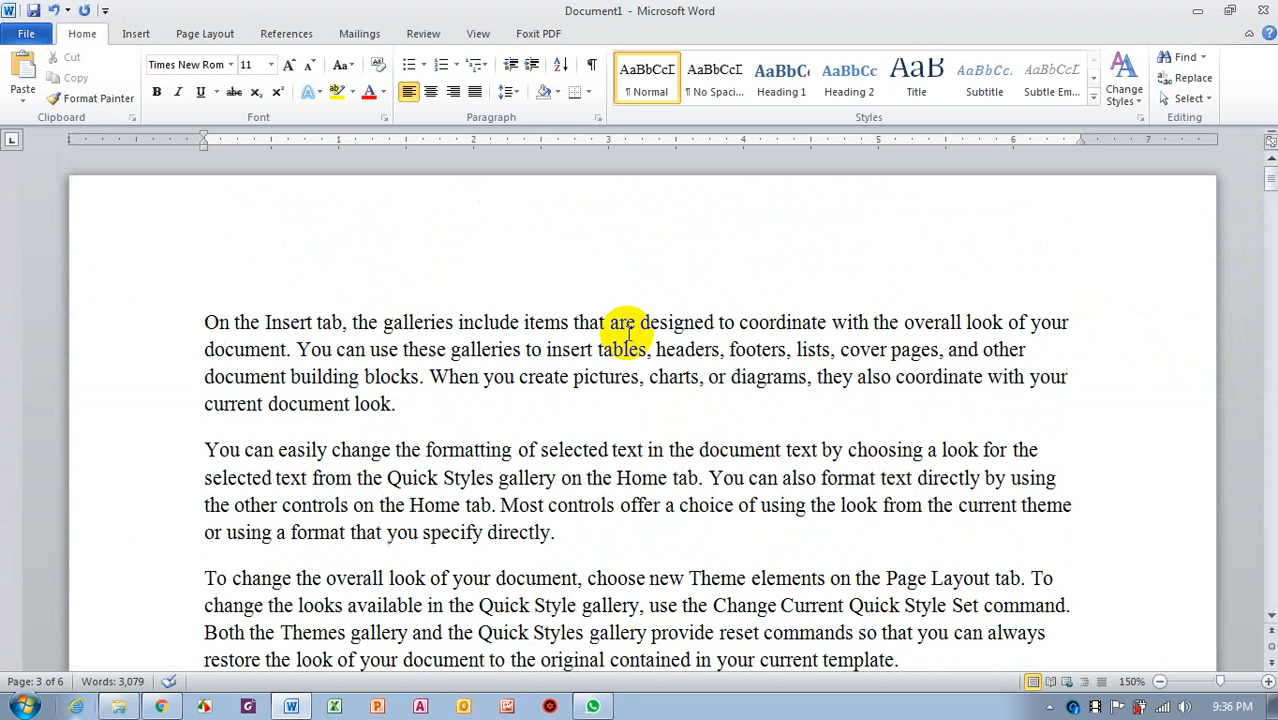 Document1 - Microsoft Word
File Home Insert Page Layout References Mailings Review View Foxit PDF
Paste
Cut
Copy
Format Painter
Clipboard
Times New Rom 11
Font
Paragraph
AaBbCcD AaBbCcD AaBbCc AaBbCc AaB AaBbCcD AaBbCcD
¶ Normal ¶ No Spaci... Heading 1 Heading 2 Title Subtitle Subtle Em...
Change Styles
Styles
Find
Replace
Select
Editing
1 1 2 3 4 5 6 7
On the Insert tab, the galleries include items that are designed to coordinate with the overall look of your
document. You can use these galleries to insert tables, headers, footers, lists, cover pages, and other
document building blocks. When you create pictures, charts, or diagrams, they also coordinate with your
current document look.
You can easily change the formatting of selected text in the document text by choosing a look for the
selected text from the Quick Styles gallery on the Home tab. You can also format text directly by using
the other controls on the Home tab. Most controls offer a choice of using the look from the current theme
or using a format that you specify directly.
To change the overall look of your document, choose new Theme elements on the Page Layout tab. To
change the looks available in the Quick Style gallery, use the Change Current Quick Style Set command.
Both the Themes gallery and the Quick Styles gallery provide reset commands so that you can always
restore the look of your document to the original contained in your current template.
Page: 3 of 6 Words: 3,079 150%
9:36 PM